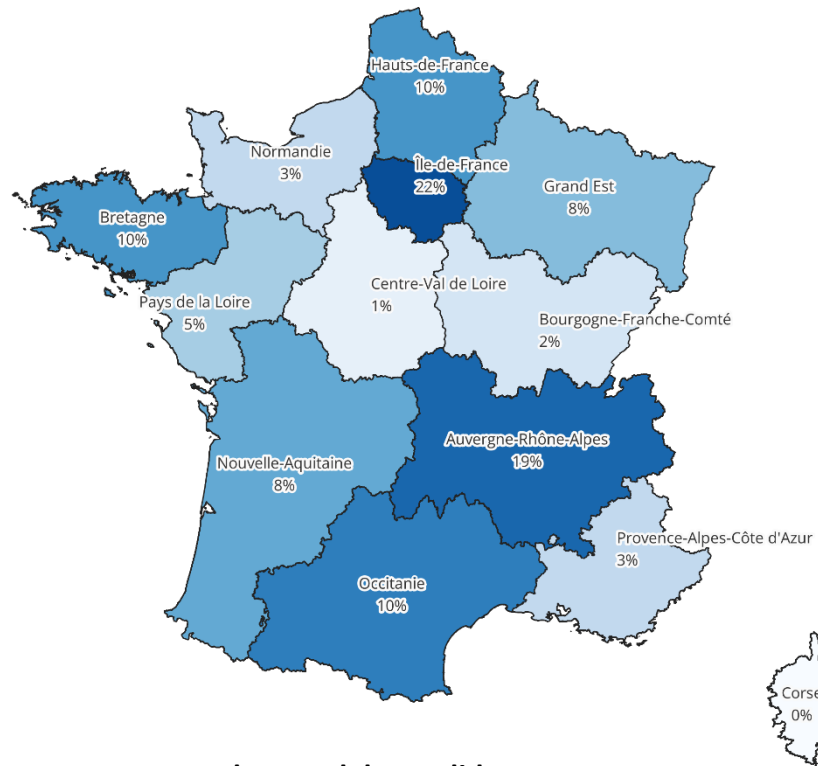 Hauts-de-France
10%
Normandie
3%
Île-de-France
22%
Grand Est
8%
Bretagne
10%
Centre-Val de Loire
1%
Pays de la Loire
5%
Bourgogne-Franche-Comté
2%
Auvergne-Rhône-Alpes
19%
Nouvelle-Aquitaine
8%
Provence-Alpes-Côte d'Azur
3%
Occitanie
10%
Corse
0%